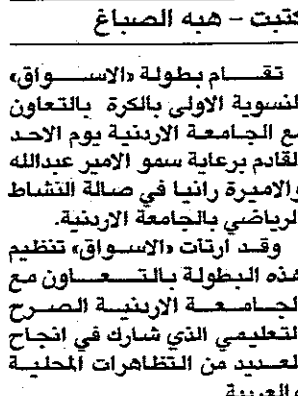 كتبت - هبه الصباغ
تقام بطولة «الاسواق»
النسوية الاولى بالكرة بالتعاون
مع الجامعة الاردنية يوم الاحد
القادم برعاية سمو الامير عبدالله
والاميرة رانيا في صالة النشاط
الرياضي بالجامعة الاردنية.
وقد ارتأت «الاسواق» تنظيم
هذه البطولة بالتعاون مع
الجامعة الاردنية الصرح
التعليمي الذي شارك في انجاح
العديد من التظاهرات المحلية
والعربية